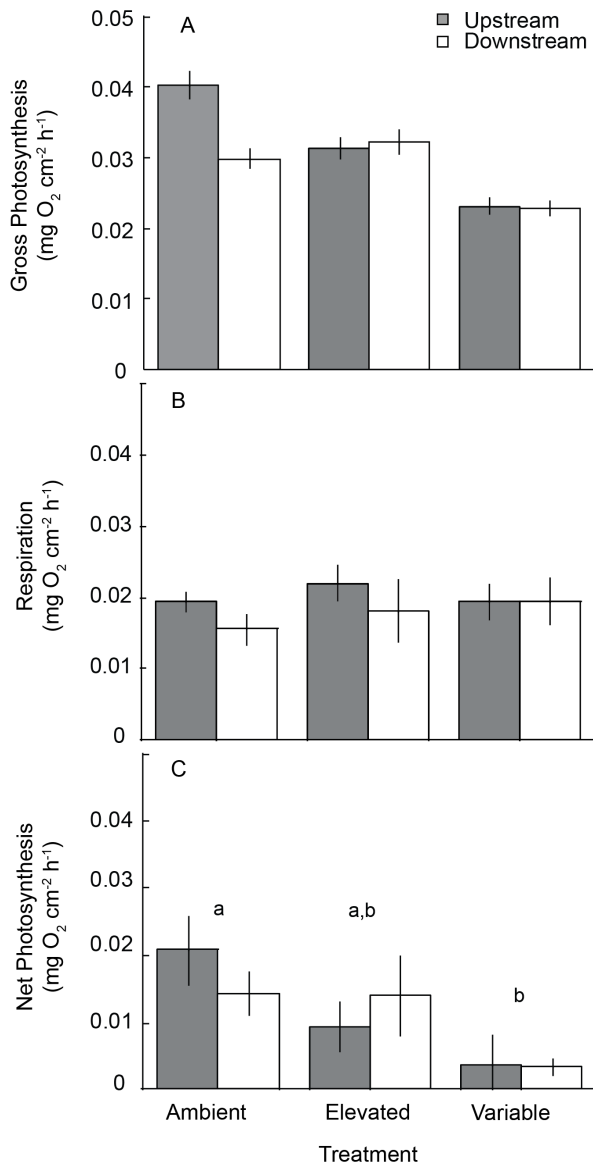 A
Upstream
Downstream
0.05
0.04
0.03
0.02
0.01
0
Gross Photosynthesis
(mg O2 cm-2 h-1)
B
0.04
0.03
0.02
0.01
0
Respiration
(mg O2 cm-2 h-1)
C
0.04
0.03
0.02
0.01
0
Net Photosynthesis
(mg O2 cm-2 h-1)
a
a,b
b
Ambient
Elevated
Variable
Treatment